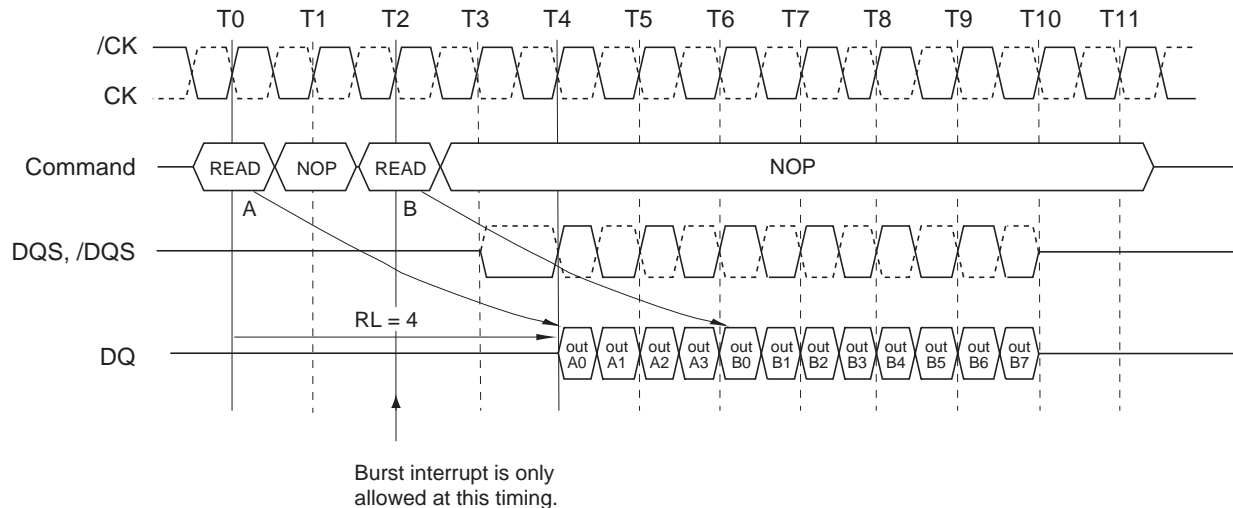 T0 T1 T2 T3 T4 T5 T6 T7 T8 T9 T10 T11
/CK
CK
Command READ NOP READ NOP
A B
DQS, /DQS
RL = 4
DQ
out A0 out A1 out A2 out A3 out B0 out B1 out B2 out B3 out B4 out B5 out B6 out B7
Burst interrupt is only
allowed at this timing.